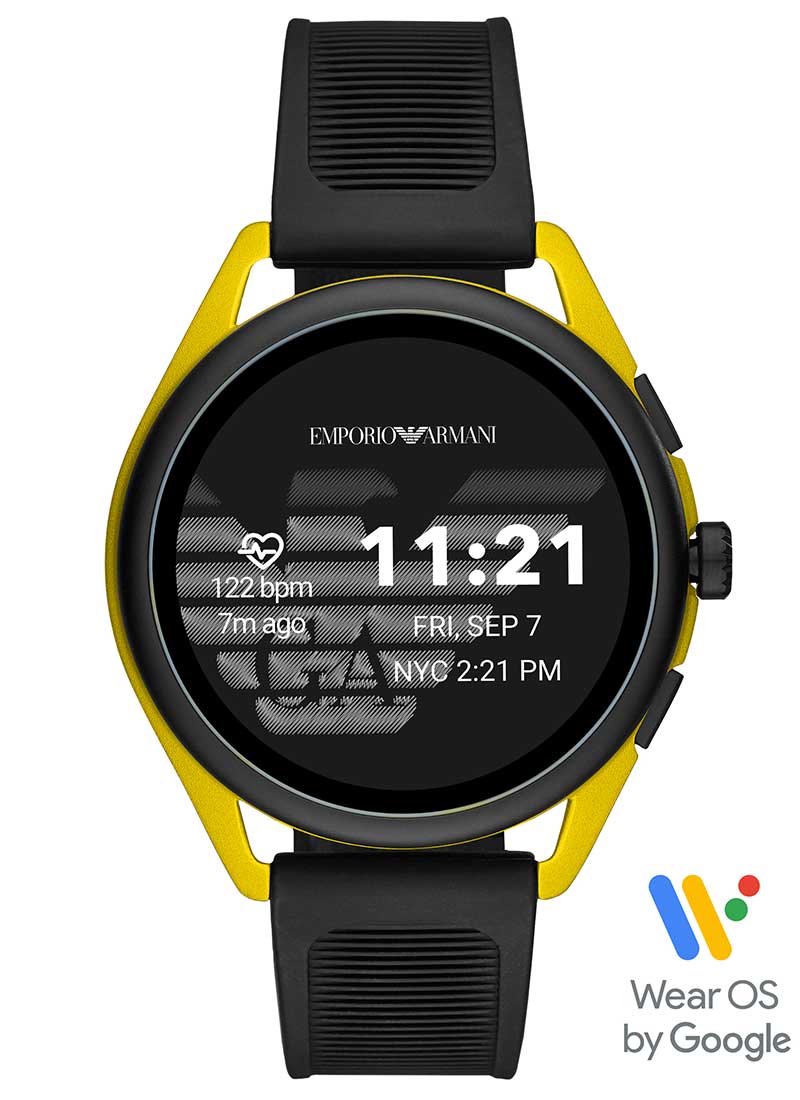 EMPORIO ARMANI
11:21
122 bpm
7m ago
FRI, SEP 7
NYC 2:21 PM
GA
Wear OS
by Google